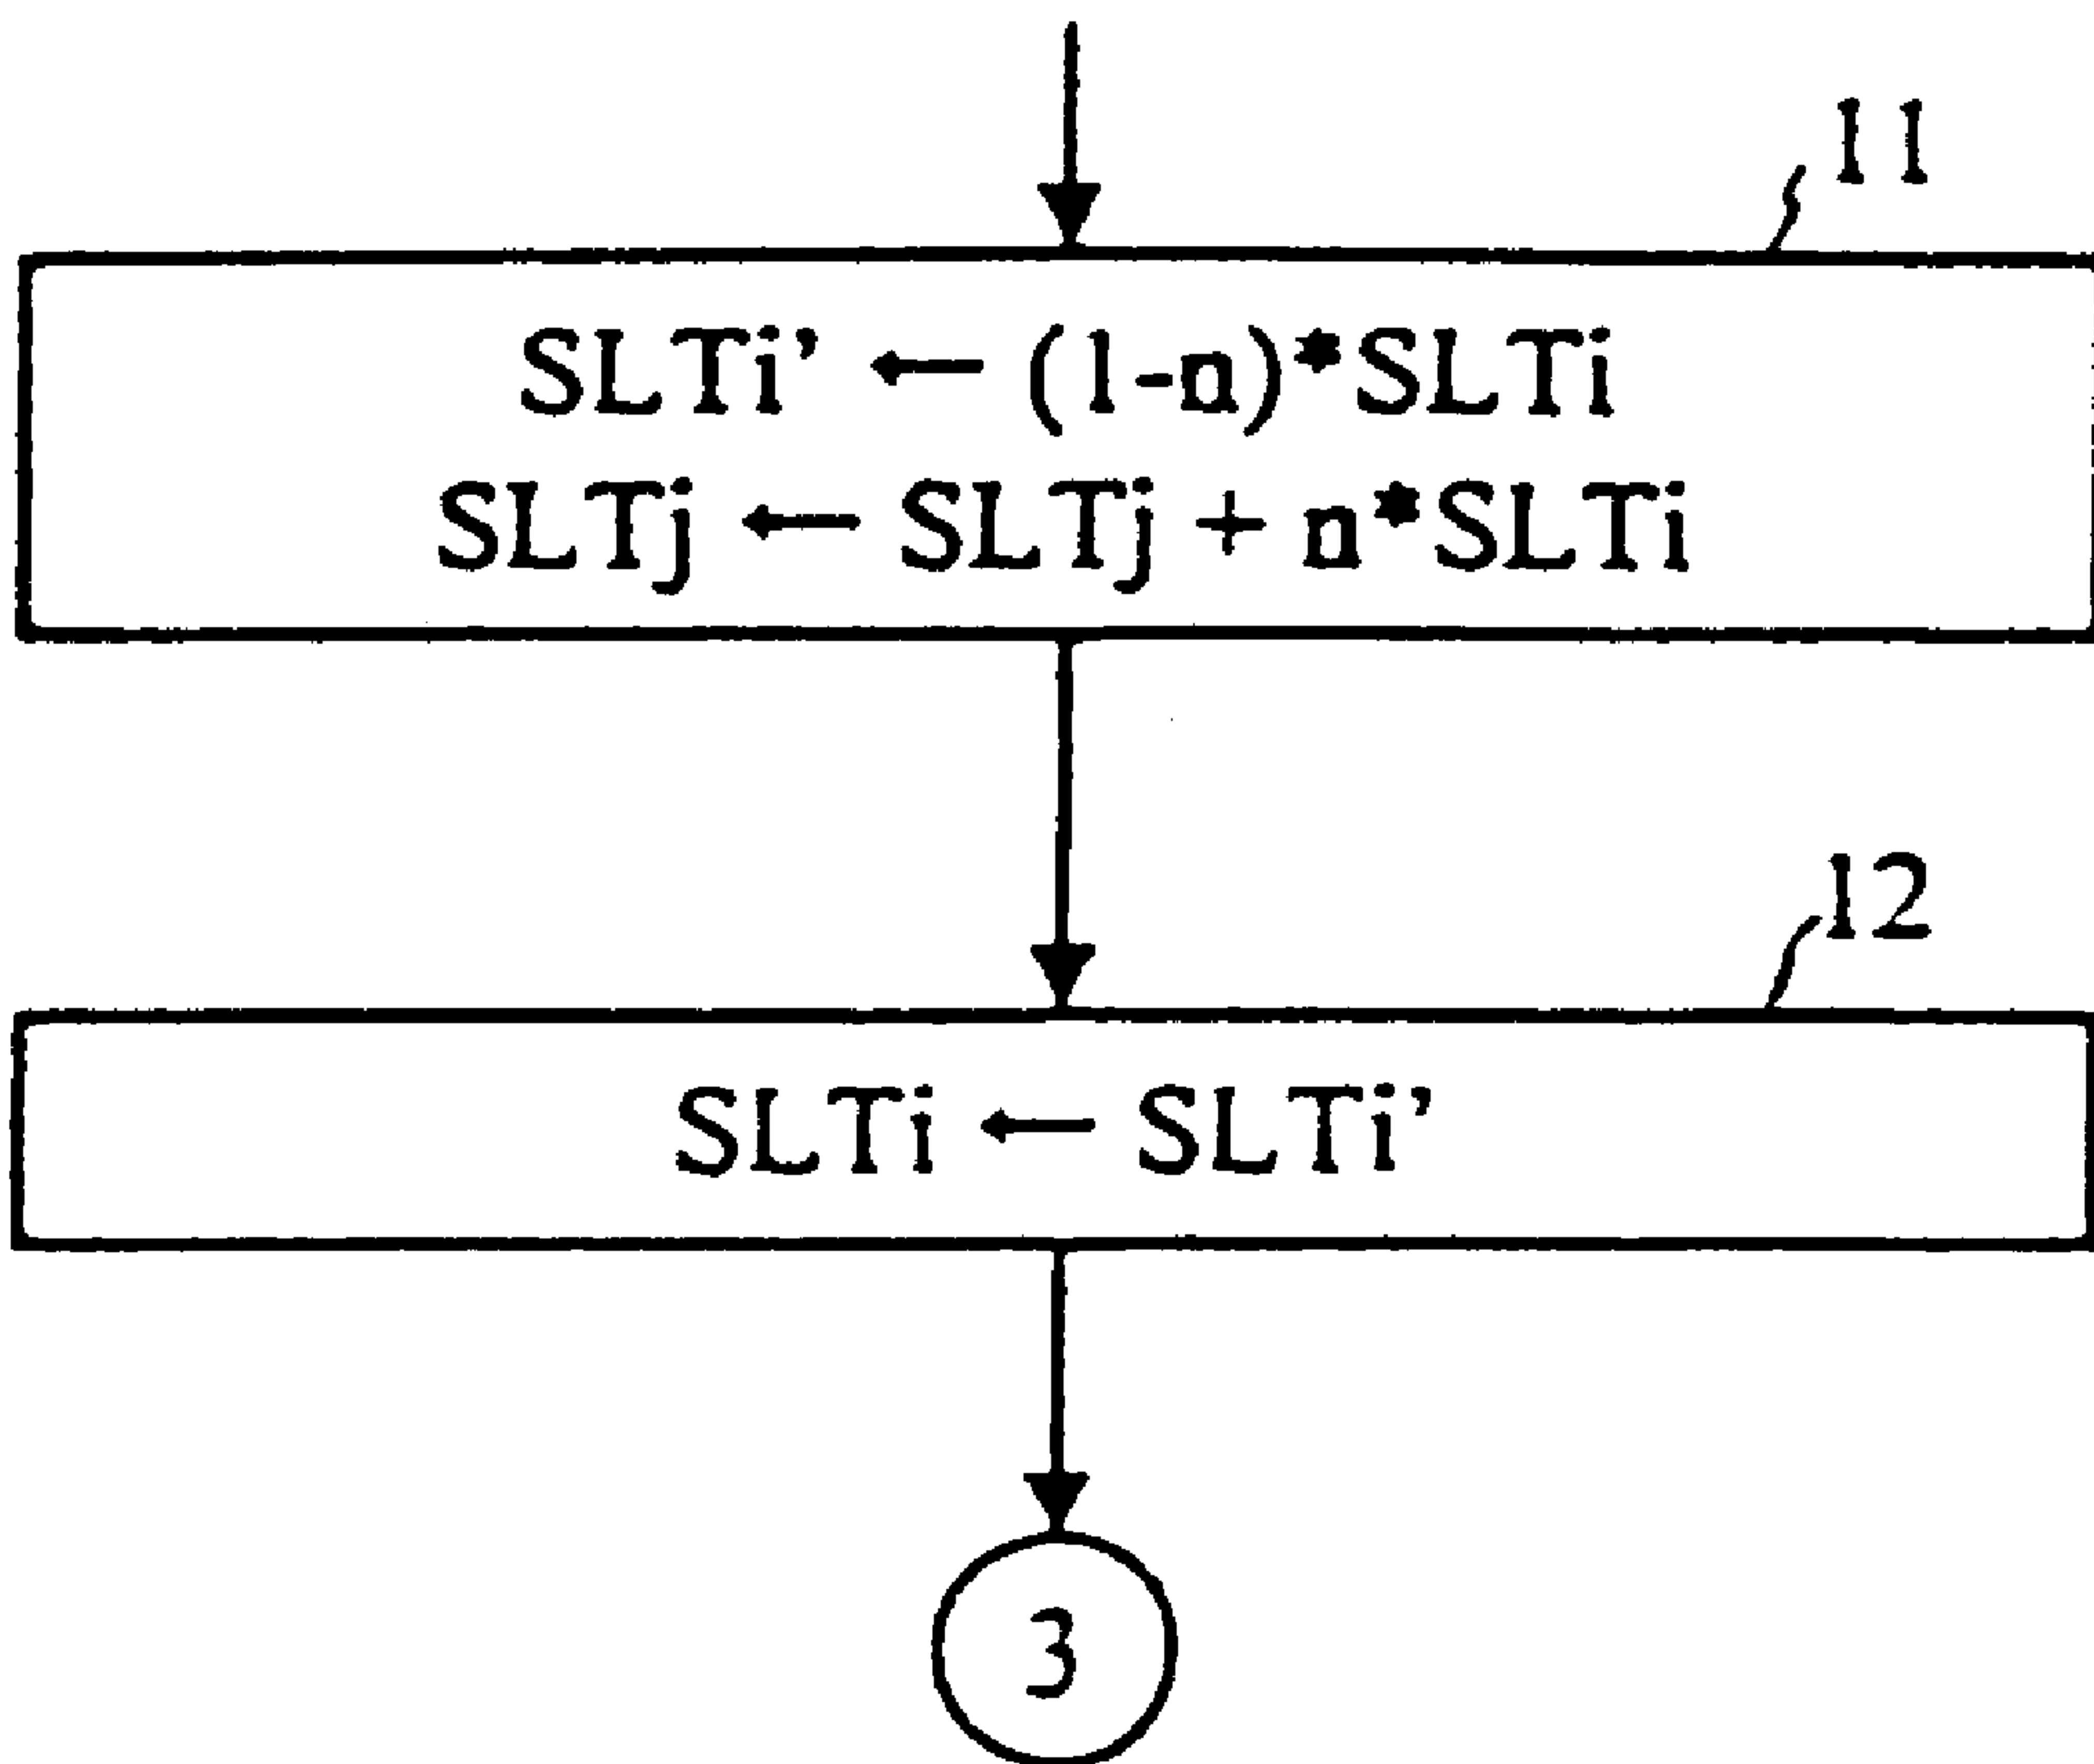 11
SLTi' ← (1-n)*SLTi
SLTj ← SLTj + n*SLTi
12
SLTi ← SLTi'
3